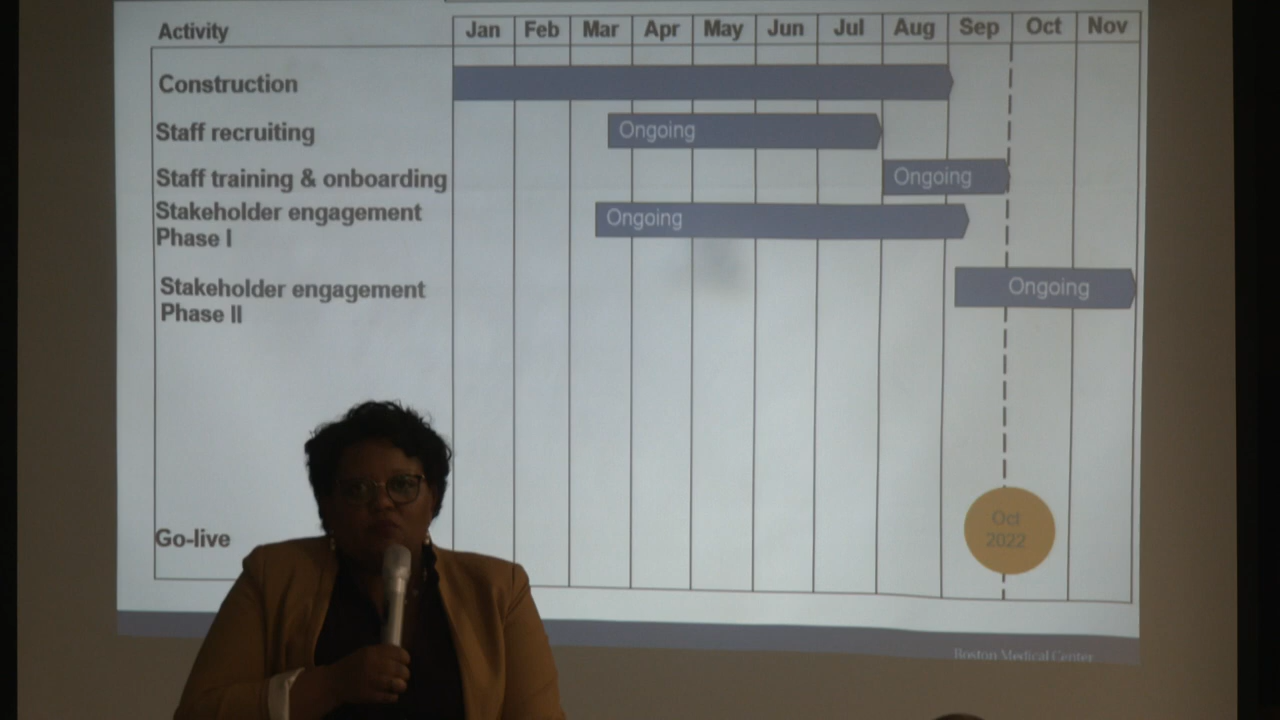 Activity Jan Feb Mar Apr May Jun Jul Aug Sep Oct Nov
Construction
Staff recruiting Ongoing
Staff training & onboarding Ongoing
Stakeholder engagement
Phase I
Ongoing
Stakeholder engagement
Phase II
Ongoing
Go-live
Oct
2022
Boston Medical Center